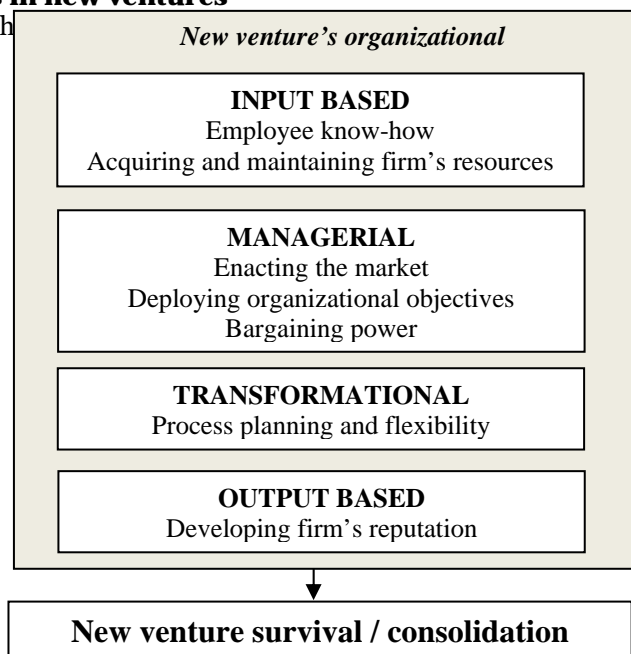 in new ventures
h
New venture's organizational
INPUT BASED
Employee know-how
Acquiring and maintaining firm's resources
MANAGERIAL
Enacting the market
Deploying organizational objectives
Bargaining power
TRANSFORMATIONAL
Process planning and flexibility
OUTPUT BASED
Developing firm's reputation
New venture survival / consolidation